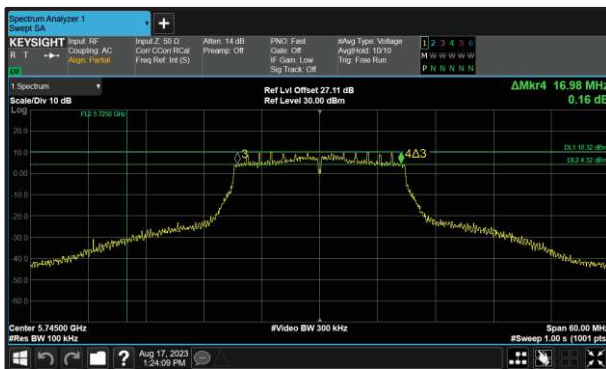 Spectrum Analyzer 1
Swept SA
KEYSIGHT
R T
Input: RF
Coupling: AC
Align: Partial
Input Z: 50 Ω
Corr CCorr RCal
Freq Ref: Int (S)
Atten: 14 dB
Preamp: Off
PNO: Fast
Gate: Off
IF Gain: Low
Sig Track: Off
#Avg Type: Voltage
Avg|Hold: 10/10
Trig: Free Run
1 2 3 4 5 6
M W W W W W
P N N N N N
1 Spectrum
Scale/Div 10 dB
Ref Lvl Offset 27.11 dB
Ref Level 30.00 dBm
ΔMkr4 16.98 MHz
0.16 dB
Log
FL2 5.7250 GHz
20.0
10.0
0.00
-10.0
-20.0
-30.0
-40.0
-50.0
-60.0
3
4Δ3
DL1 10.32 dBm
DL2 4.32 dBm
Center 5.74500 GHz
#Res BW 100 kHz
#Video BW 300 kHz
Span 60.00 MHz
#Sweep 1.00 s (1001 pts)
?
Aug 17, 2023
1:24:09 PM